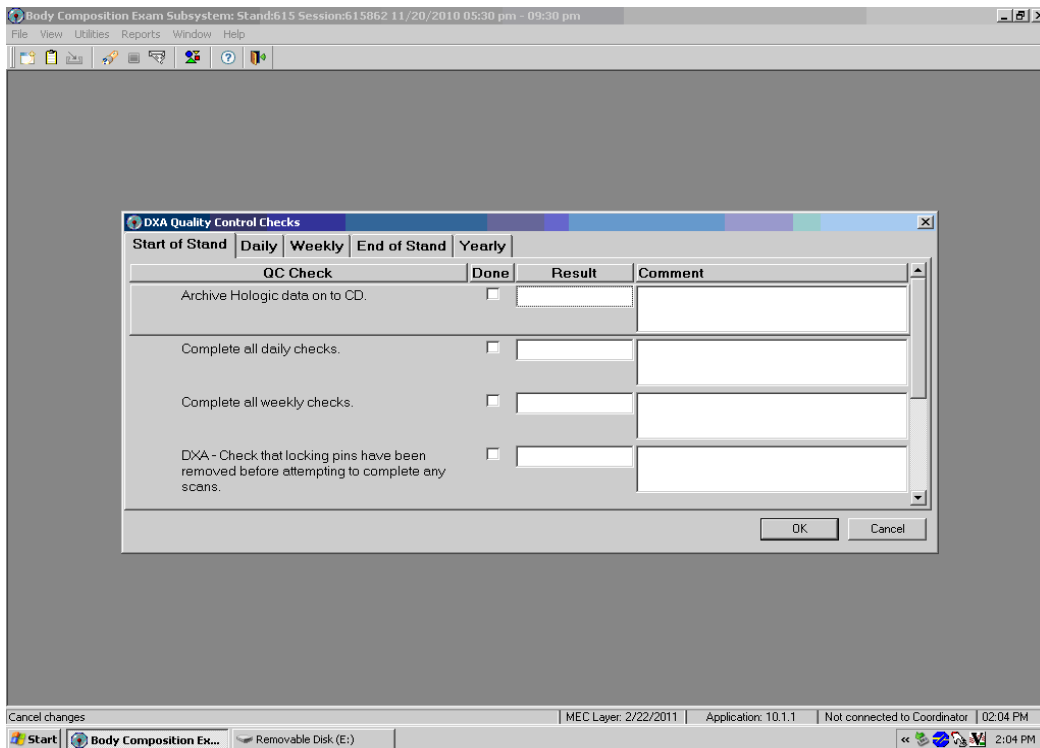 Body Composition Exam Subsystem: Stand:615 Session:615862 11/20/2010 05:30 pm - 09:30 pm
File View Utilities Reports Window Help
DXA Quality Control Checks
Start of Stand Daily Weekly End of Stand Yearly
QC Check Done Result Comment
Archive Hologic data on to CD.
Complete all daily checks.
Complete all weekly checks.
DXA - Check that locking pins have been
removed before attempting to complete any
scans.
OK Cancel
Cancel changes MEC Layer: 2/22/2011 Application: 10.1.1 Not connected to Coordinator 02:04 PM
Start Body Composition Ex... Removable Disk (E:) « 2:04 PM